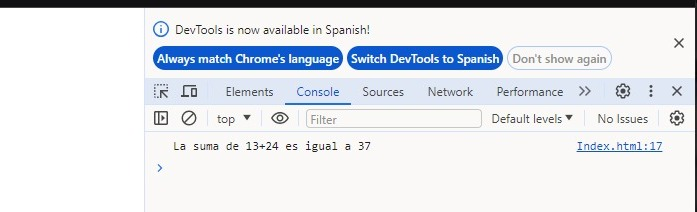 DevTools is now available in Spanish!
Always match Chrome's language Switch DevTools to Spanish Don't show again
Elements Console Sources Network Performance
top Filter Default levels No Issues
La suma de 13+24 es igual a 37 Index.html:17